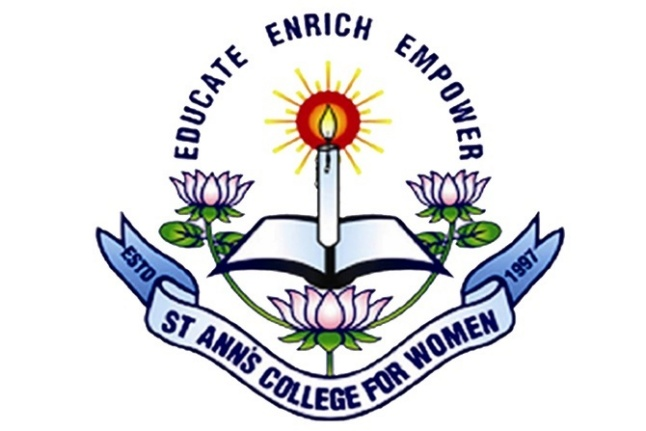 EDUCATE ENRICH EMPOWER
ESTD
1997
ST ANN'S COLLEGE FOR WOMEN